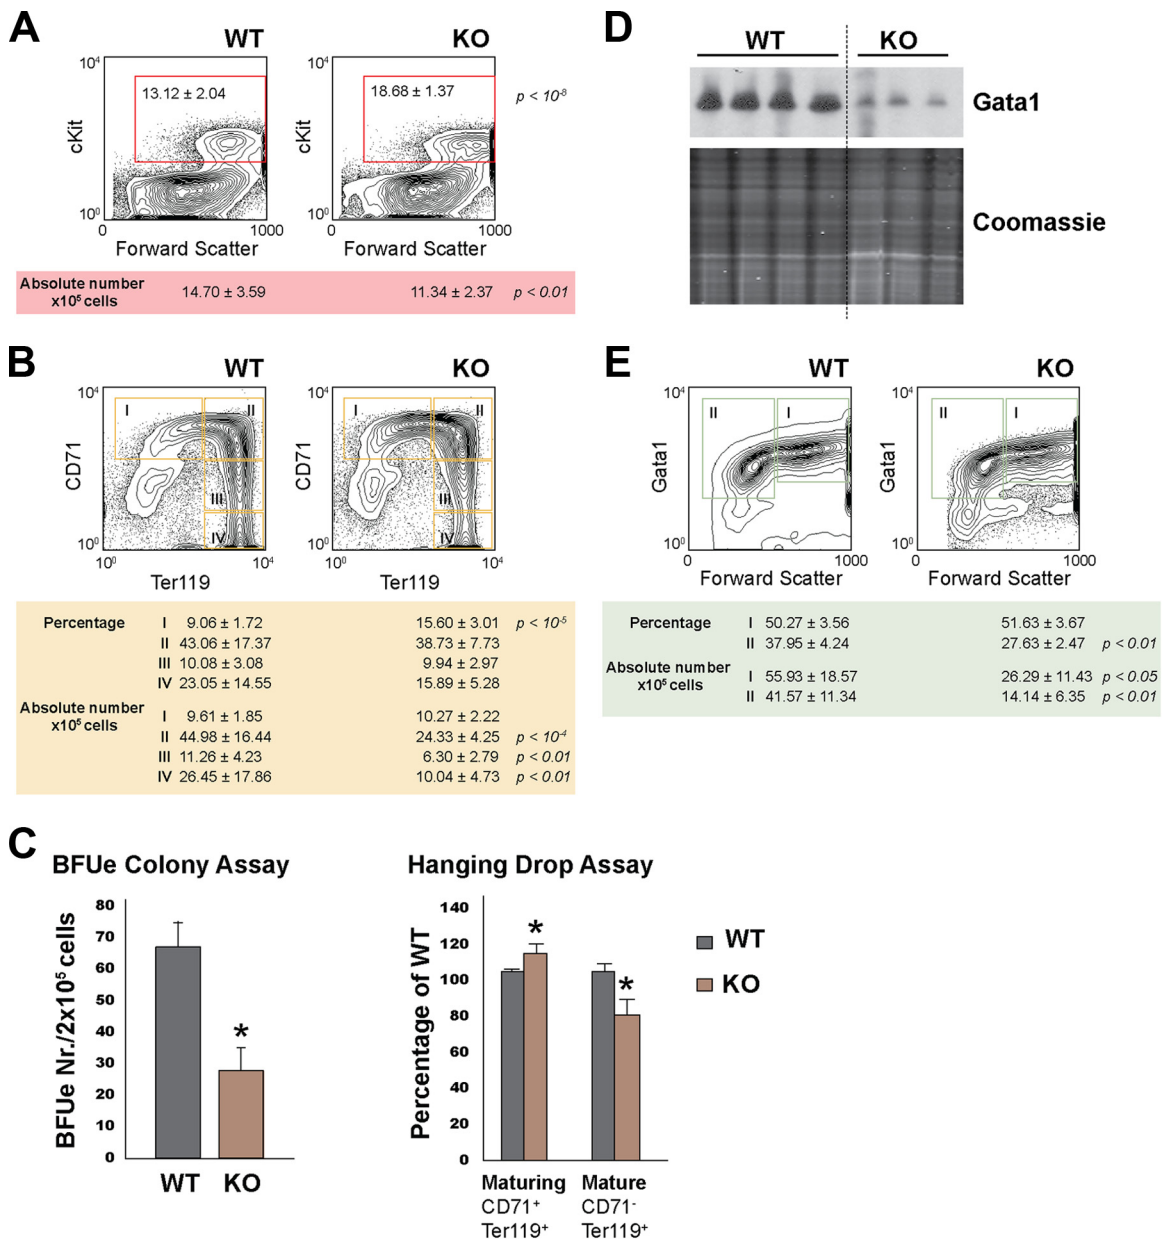 A
WT
KO
10⁴
cKit
13.12 ± 2.04
10⁰
0
1000
Forward Scatter
10⁴
cKit
18.68 ± 1.37
p < 10⁻⁸
10⁰
0
1000
Forward Scatter
Absolute number
x10⁵ cells
14.70 ± 3.59
11.34 ± 2.37
p < 0.01
B
WT
KO
10⁴
CD71
I
II
III
IV
10⁰
10⁰
10⁴
Ter119
10⁴
CD71
I
II
III
IV
10⁰
10⁰
10⁴
Ter119
Percentage I 9.06 ± 1.72 15.60 ± 3.01 p < 10⁻⁵
II 43.06 ± 17.37 38.73 ± 7.73
III 10.08 ± 3.08 9.94 ± 2.97
IV 23.05 ± 14.55 15.89 ± 5.28
Absolute number
x10⁵ cells
I 9.61 ± 1.85 10.27 ± 2.22
II 44.98 ± 16.44 24.33 ± 4.25 p < 10⁻⁴
III 11.26 ± 4.23 6.30 ± 2.79 p < 0.01
IV 26.45 ± 17.86 10.04 ± 4.73 p < 0.01
C
BFUe Colony Assay
BFUe Nr./2x10⁵ cells
80
70
60
50
40
30
20
10
0
*
WT
KO
Hanging Drop Assay
Percentage of WT
140
120
100
80
60
40
20
0
*
*
Maturing
CD71⁺
Ter119⁺
Mature
CD71⁻
Ter119⁺
WT
KO
D
WT
KO
Gata1
Coomassie
E
WT
KO
10⁴
Gata1
II
I
10⁰
0
1000
Forward Scatter
10⁴
Gata1
II
I
10⁰
0
1000
Forward Scatter
Percentage I 50.27 ± 3.56 51.63 ± 3.67
II 37.95 ± 4.24 27.63 ± 2.47 p < 0.01
Absolute number
x10⁵ cells
I 55.93 ± 18.57 26.29 ± 11.43 p < 0.05
II 41.57 ± 11.34 14.14 ± 6.35 p < 0.01